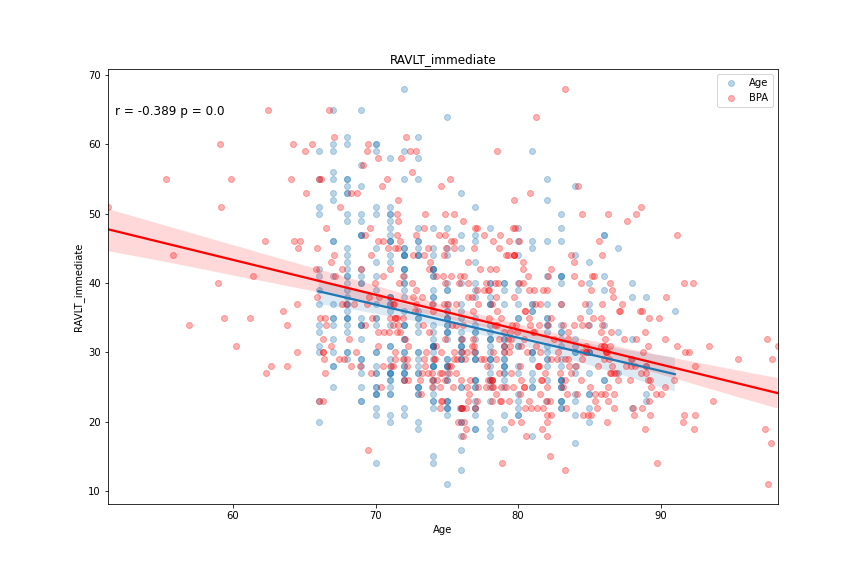 RAVLT_immediate
r = -0.389 p = 0.0
Age
BPA
70
60
50
40
30
20
10
RAVLT_immediate
60
70
80
90
Age